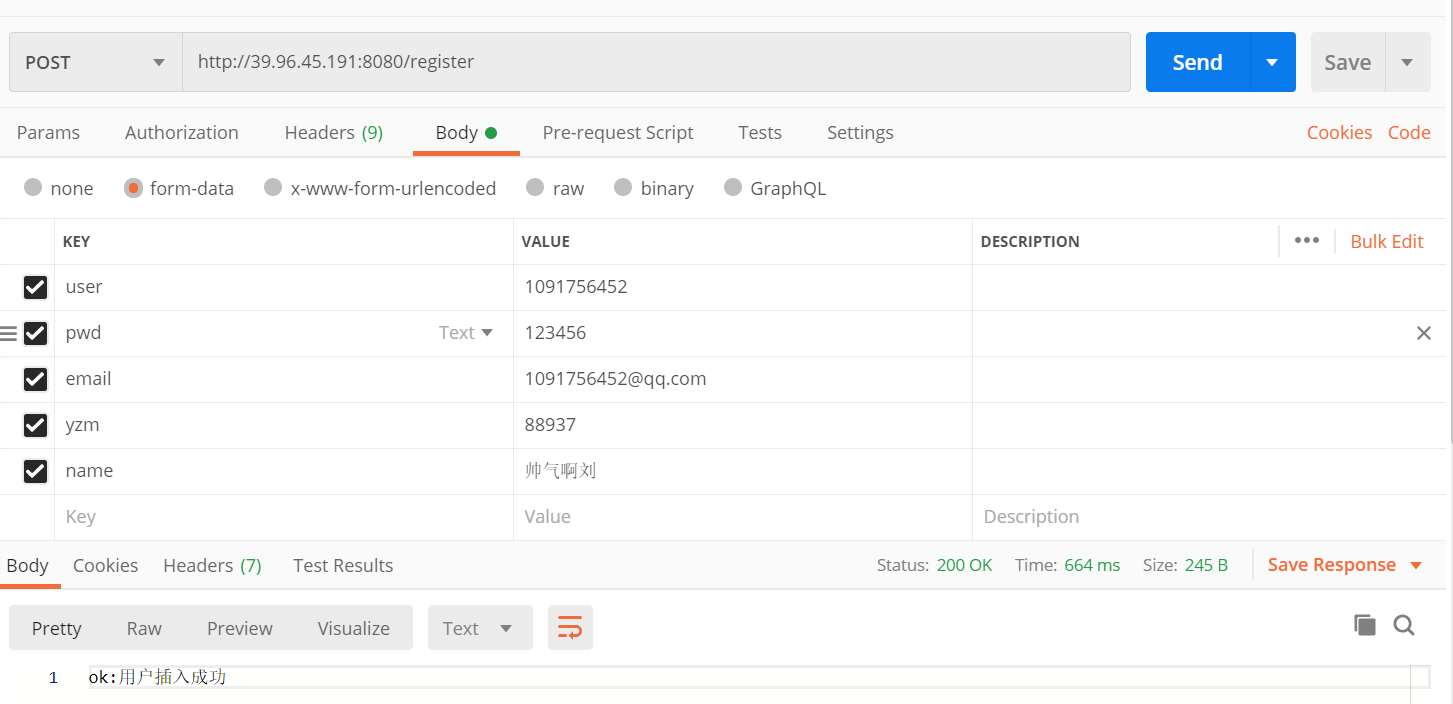 POST http://39.96.45.191:8080/register Send Save
Params Authorization Headers (9) Body Pre-request Script Tests Settings Cookies Code
none form-data x-www-form-urlencoded raw binary GraphQL
KEY VALUE DESCRIPTION ••• Bulk Edit
user 1091756452
pwd Text 123456
email 1091756452@qq.com
yzm 88937
name 帅气啊刘
Key Value Description
Body Cookies Headers (7) Test Results Status: 200 OK Time: 664 ms Size: 245 B Save Response
Pretty Raw Preview Visualize Text
1 ok:用户插入成功